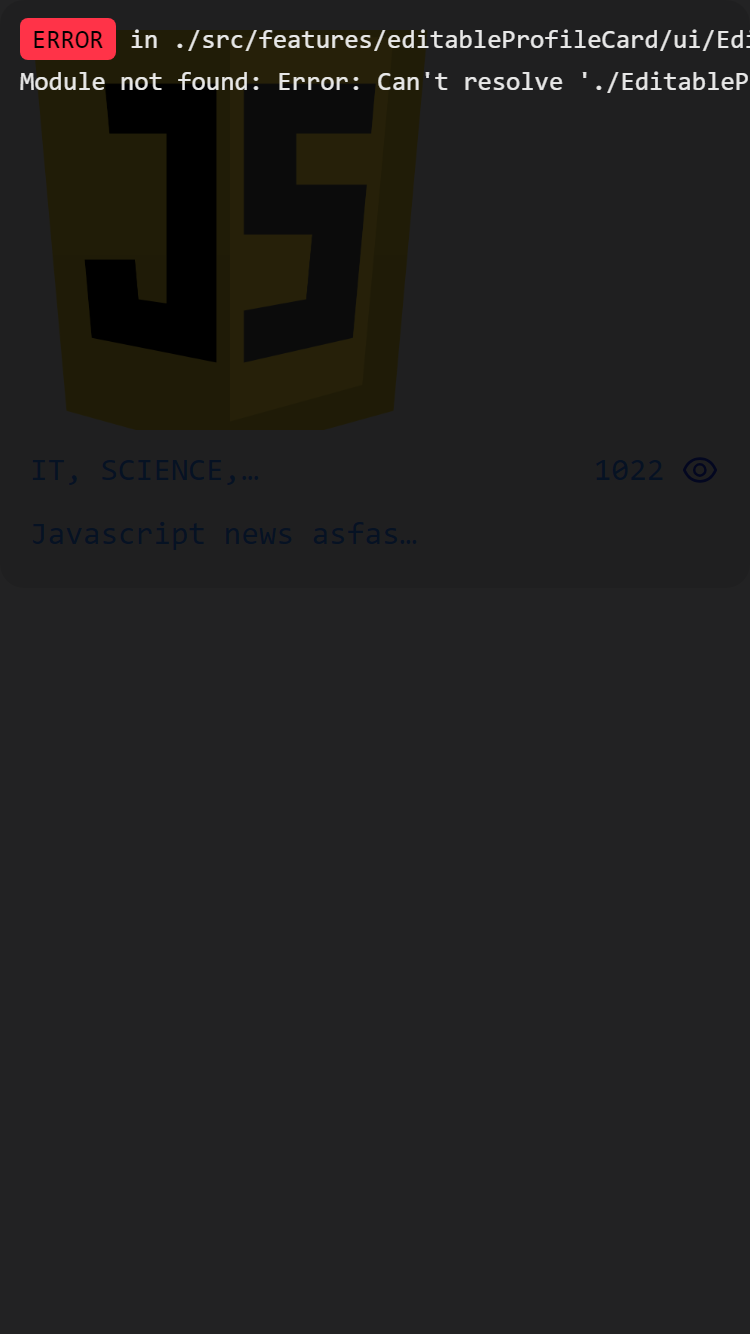 ERROR in ./src/features/editableProfileCard/ui/Edi
Module not found: Error: Can't resolve './EditableP
JS
IT, SCIENCE,…
1022
Javascript news asfas…